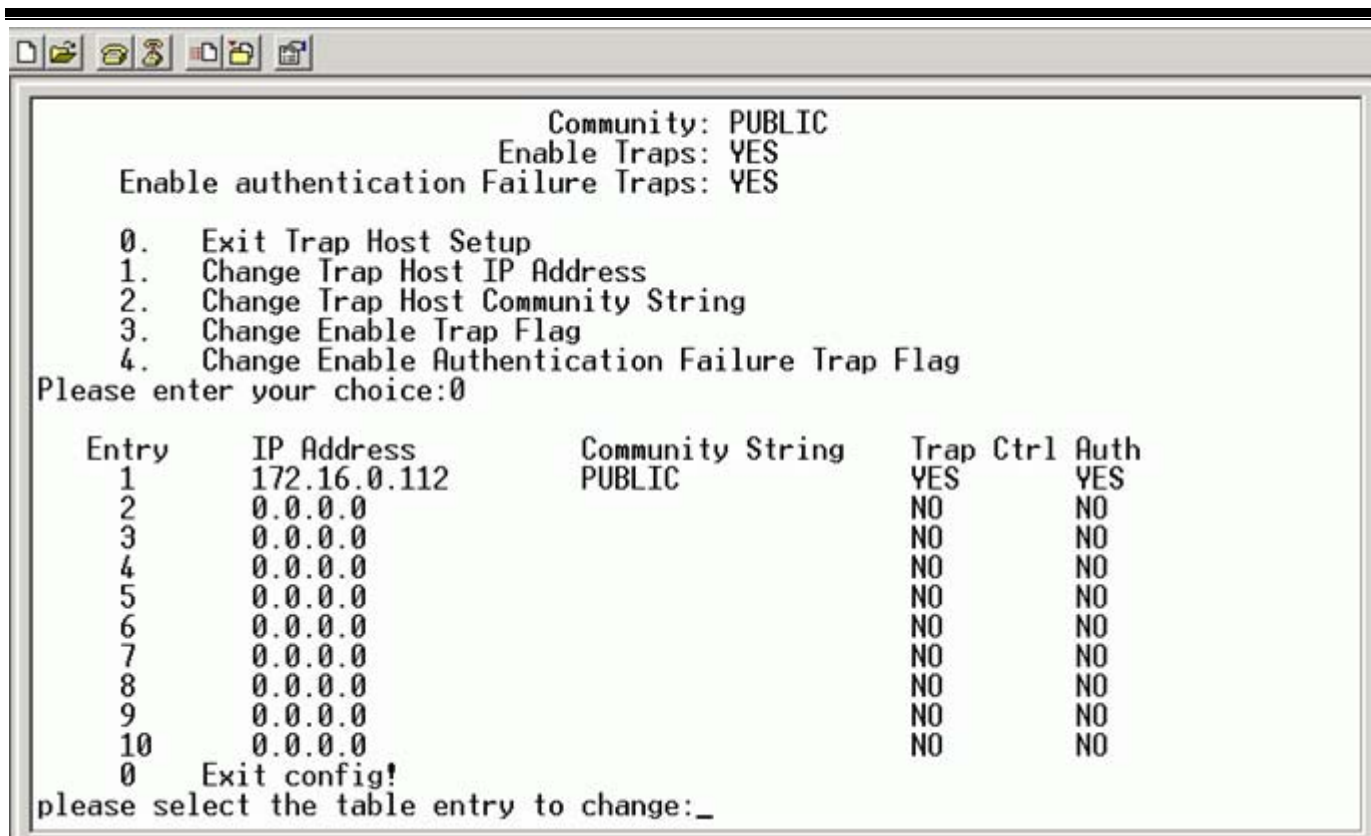 Community: PUBLIC
Enable Traps: YES
Enable authentication Failure Traps: YES
0. Exit Trap Host Setup
1. Change Trap Host IP Address
2. Change Trap Host Community String
3. Change Enable Trap Flag
4. Change Enable Authentication Failure Trap Flag
Please enter your choice:0
Entry IP Address Community String Trap Ctrl Auth
1 172.16.0.112 PUBLIC YES YES
2 0.0.0.0 NO NO
3 0.0.0.0 NO NO
4 0.0.0.0 NO NO
5 0.0.0.0 NO NO
6 0.0.0.0 NO NO
7 0.0.0.0 NO NO
8 0.0.0.0 NO NO
9 0.0.0.0 NO NO
10 0.0.0.0 NO NO
0 Exit config!
please select the table entry to change:_